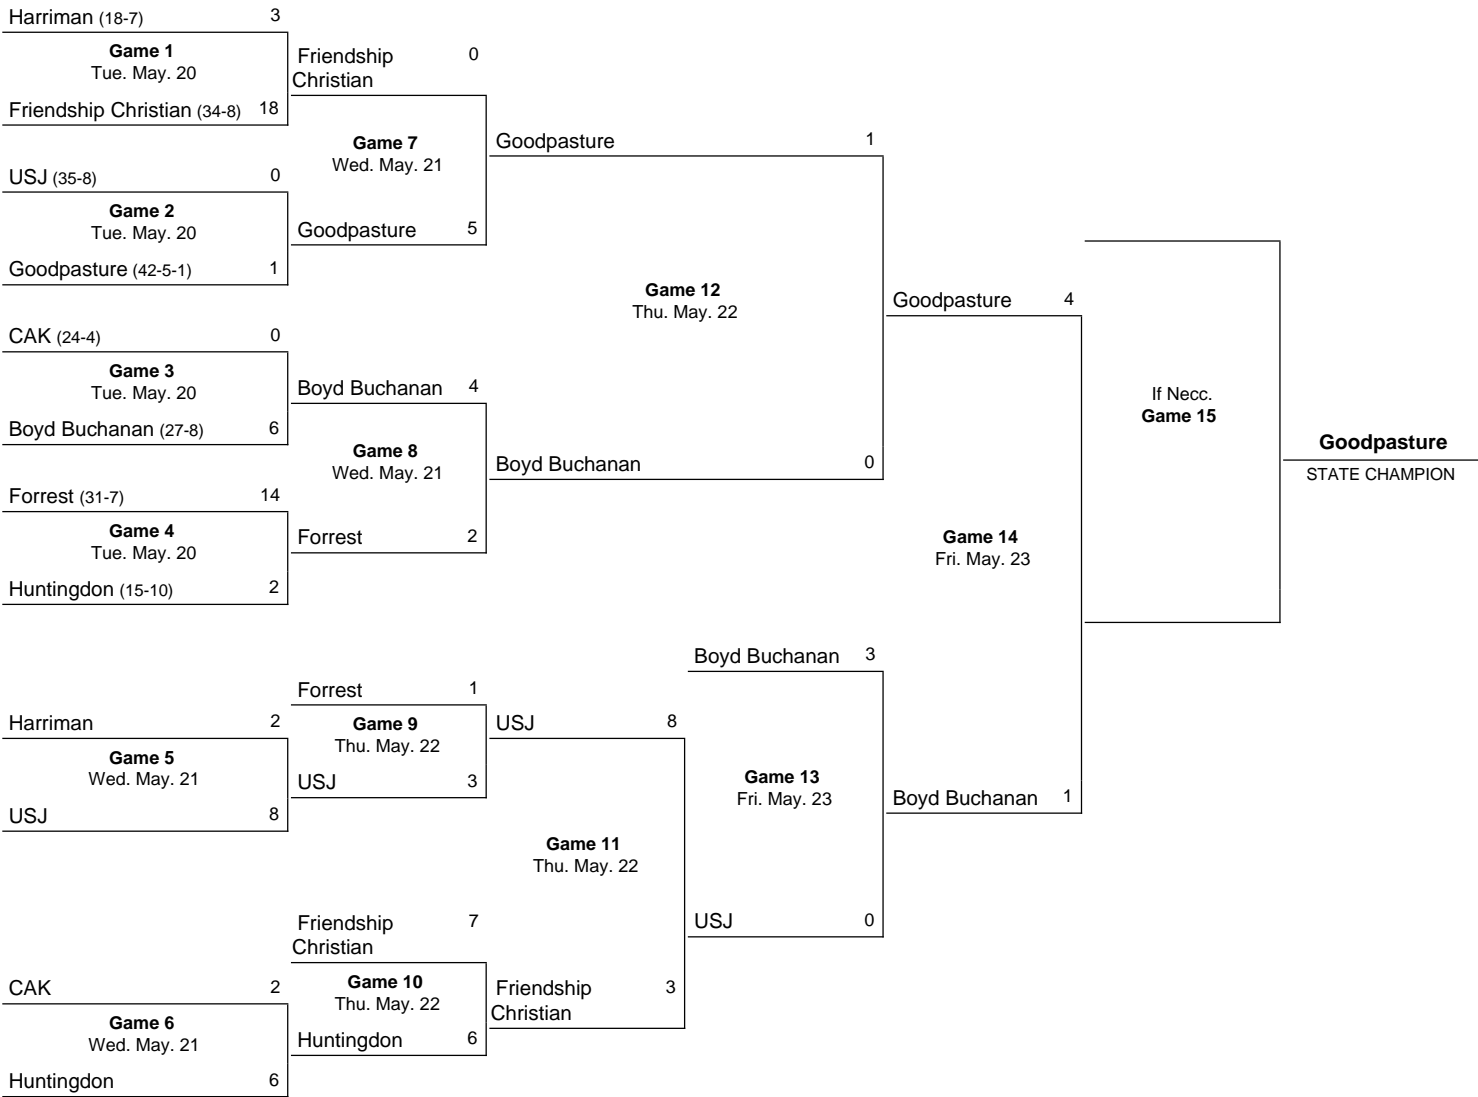 Harriman (18-7) 3
Game 1
Tue. May. 20
Friendship Christian (34-8) 18
USJ (35-8) 0
Game 2
Tue. May. 20
Goodpasture (42-5-1) 1
CAK (24-4) 0
Game 3
Tue. May. 20
Boyd Buchanan (27-8) 6
Forrest (31-7) 14
Game 4
Tue. May. 20
Huntingdon (15-10) 2
Harriman 2
Game 5
Wed. May. 21
USJ 8
CAK 2
Game 6
Wed. May. 21
Huntingdon 6
Friendship 0
Christian
Game 7
Wed. May. 21
Goodpasture 5
Boyd Buchanan 4
Game 8
Wed. May. 21
Forrest 2
Forrest 1
Game 9
Thu. May. 22
USJ 3
Friendship 7
Christian
Game 10
Thu. May. 22
Huntingdon 6
Goodpasture 1
Game 12
Thu. May. 22
Boyd Buchanan 0
USJ 8
Game 11
Thu. May. 22
Friendship 3
Christian
Boyd Buchanan 3
Game 13
Fri. May. 23
USJ 0
Goodpasture 4
Game 14
Fri. May. 23
Boyd Buchanan 1
If Necc.
Game 15
Goodpasture
STATE CHAMPION